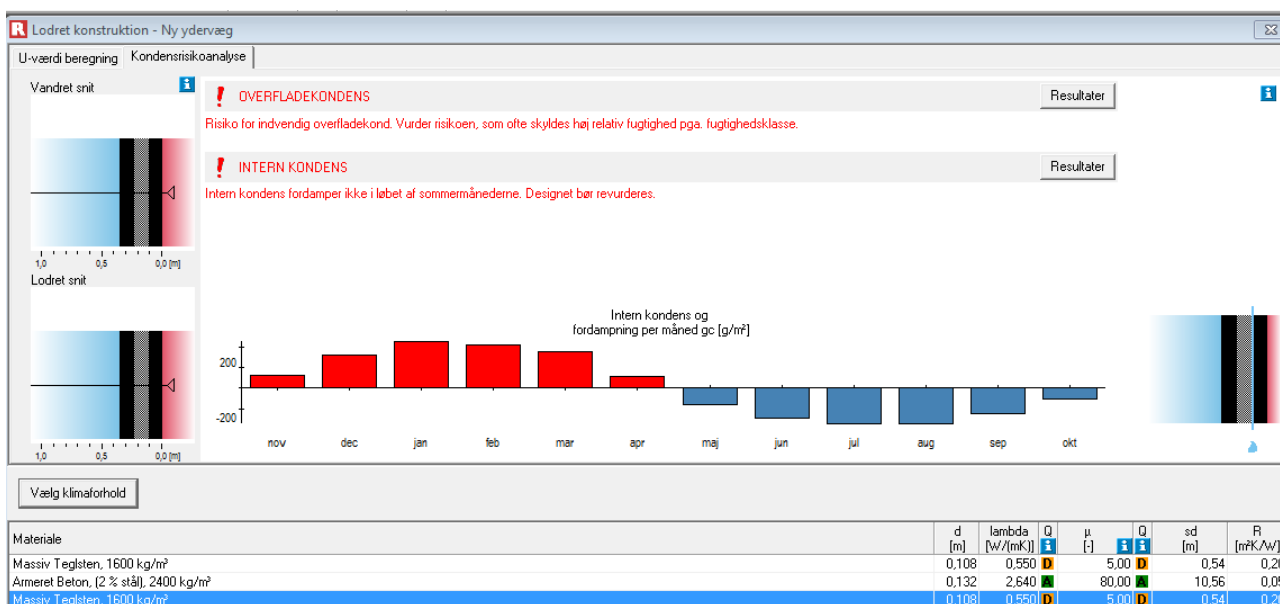 R Lodret konstruktion - Ny ydervæg
U-værdi beregning Kondensrisikoanalyse
Vandret snit
1,0 0,5 0,0 [m]
Lodret snit
1,0 0,5 0,0 [m]
! OVERFLADEKONDENS Resultater
Risiko for indvendig overfladekond. Vurder risikoen, som ofte skyldes høj relativ fugtighed pga. fugtighedsklasse.
! INTERN KONDENS Resultater
Intern kondens fordamper ikke i løbet af sommermånederne. Designet bør revurderes.
Intern kondens og
fordampning per måned gc [g/m²]
200
-200
nov dec jan feb mar apr maj jun jul aug sep okt
Vælg klimaforhold
Materiale d [m] lambda [W/(mK)] Q i μ [-] i Q i sd [m] R [m²K/W]
Massiv Teglsten, 1600 kg/m³ 0,108 0,550 D 5,00 D 0,54
Armeret Beton, (2 % stål), 2400 kg/m³ 0,132 2,640 A 80,00 A 10,56
Massiv Teglsten, 1600 kg/m³ 0,108 0,550 D 5,00 D 0,54